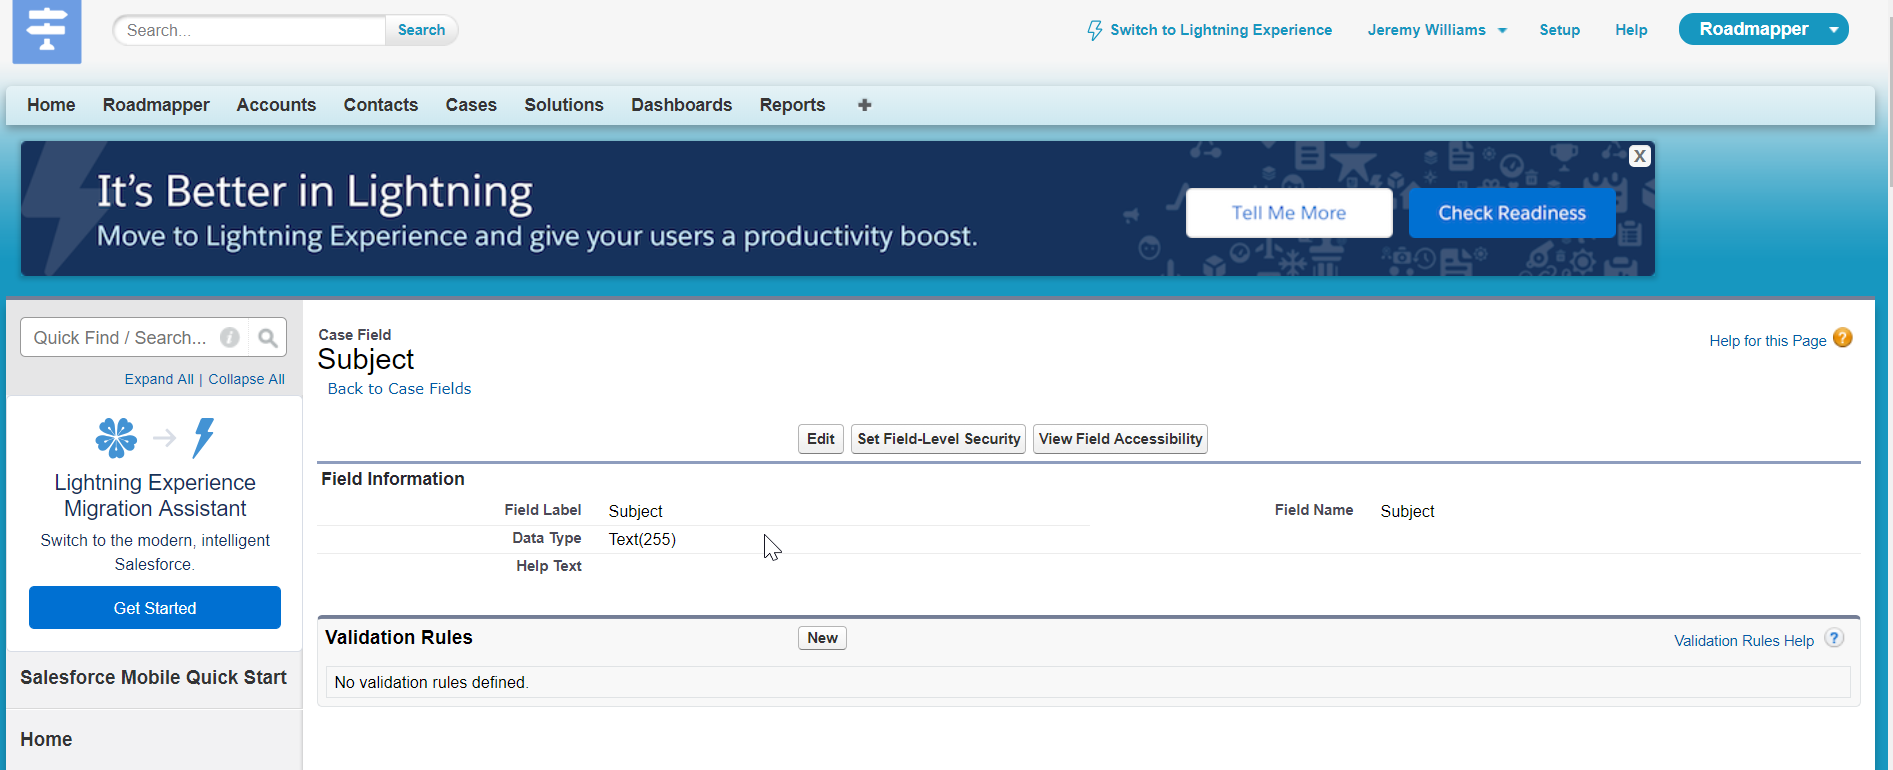 Search...
Search
Switch to Lightning Experience
Jeremy Williams
Setup
Help
Roadmapper
Home Roadmapper Accounts Contacts Cases Solutions Dashboards Reports +
It's Better in Lightning
Move to Lightning Experience and give your users a productivity boost.
Tell Me More
Check Readiness
X
Quick Find / Search...
i
Expand All | Collapse All
Lightning Experience
Migration Assistant
Switch to the modern, intelligent
Salesforce.
Get Started
Salesforce Mobile Quick Start
Home
Case Field
Subject
Back to Case Fields
Help for this Page ?
Edit
Set Field-Level Security
View Field Accessibility
Field Information
Field Label Subject
Field Name Subject
Data Type Text(255)
Help Text
Validation Rules
New
Validation Rules Help ?
No validation rules defined.